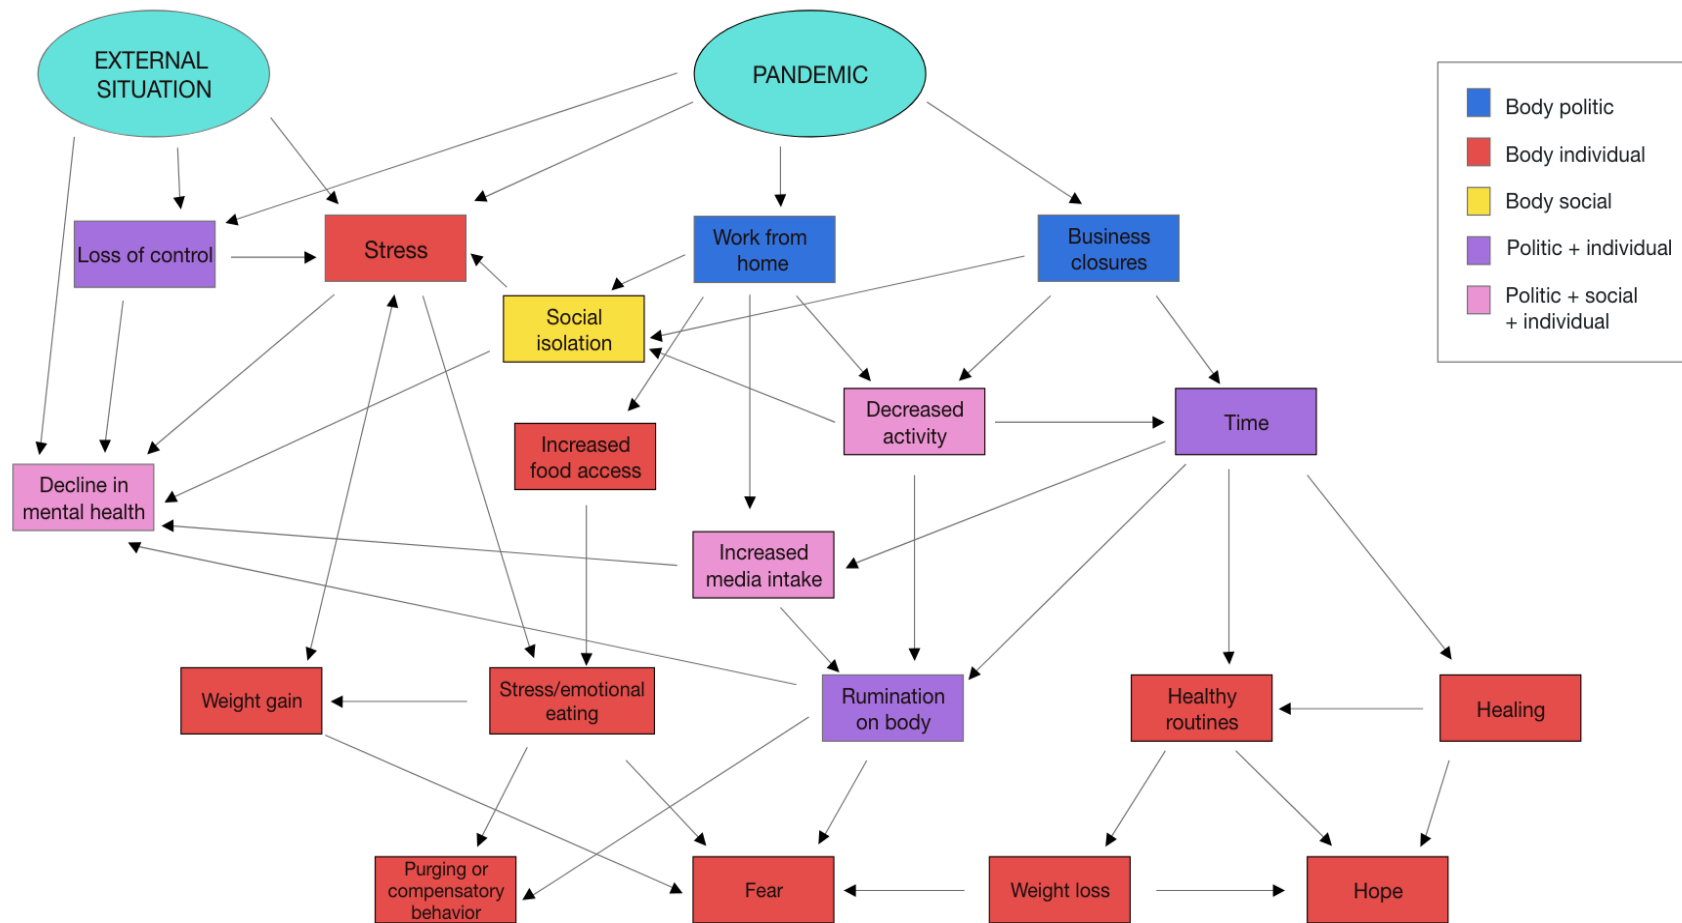 EXTERNAL
SITUATION
PANDEMIC
Body politic
Body individual
Body social
Politic + individual
Politic + social
+ individual
Loss of control
Stress
Work from
home
Business
closures
Social
isolation
Decreased
activity
Time
Increased
food access
Decline in
mental health
Increased
media intake
Weight gain
Stress/emotional
eating
Rumination
on body
Healthy
routines
Healing
Purging or
compensatory
behavior
Fear
Weight loss
Hope